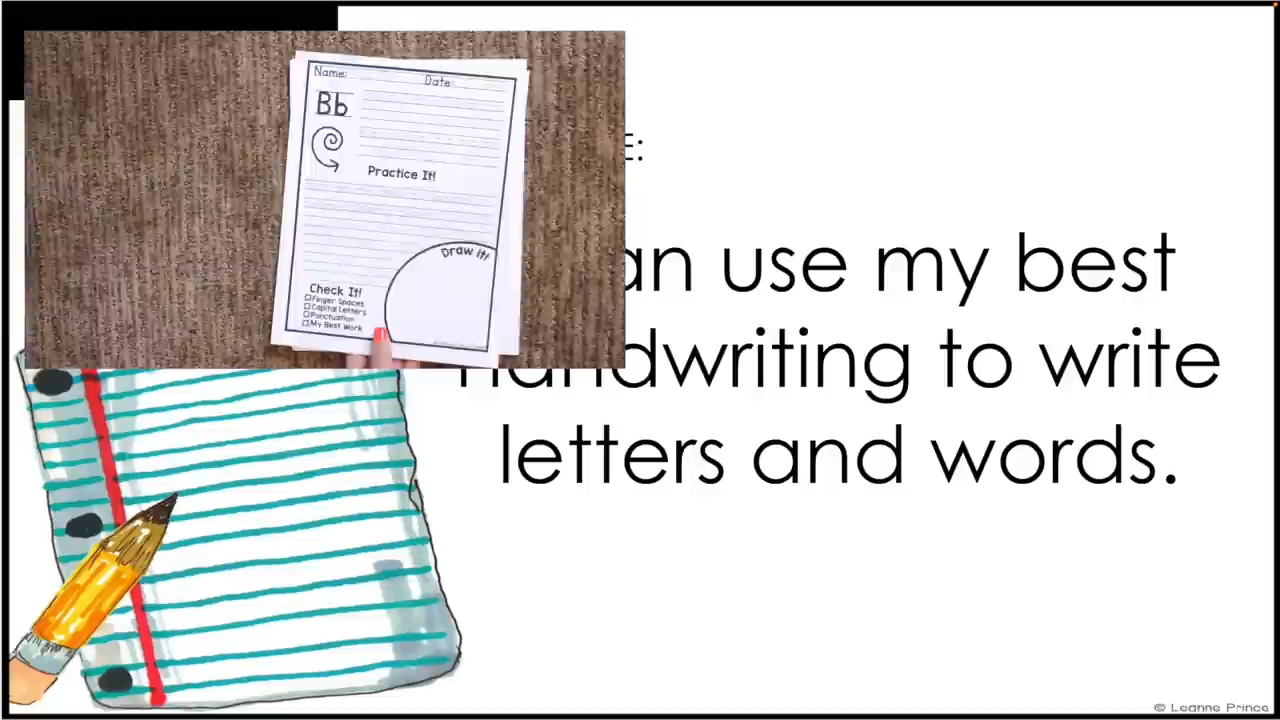 Name:
Date:
Bb
Practice It!
Draw It!
Check It!
Finger Spaces
Capital Letters
Punctuation
My Best Work
E:
an use my best
handwriting to write
letters and words.
© Leanne Prince